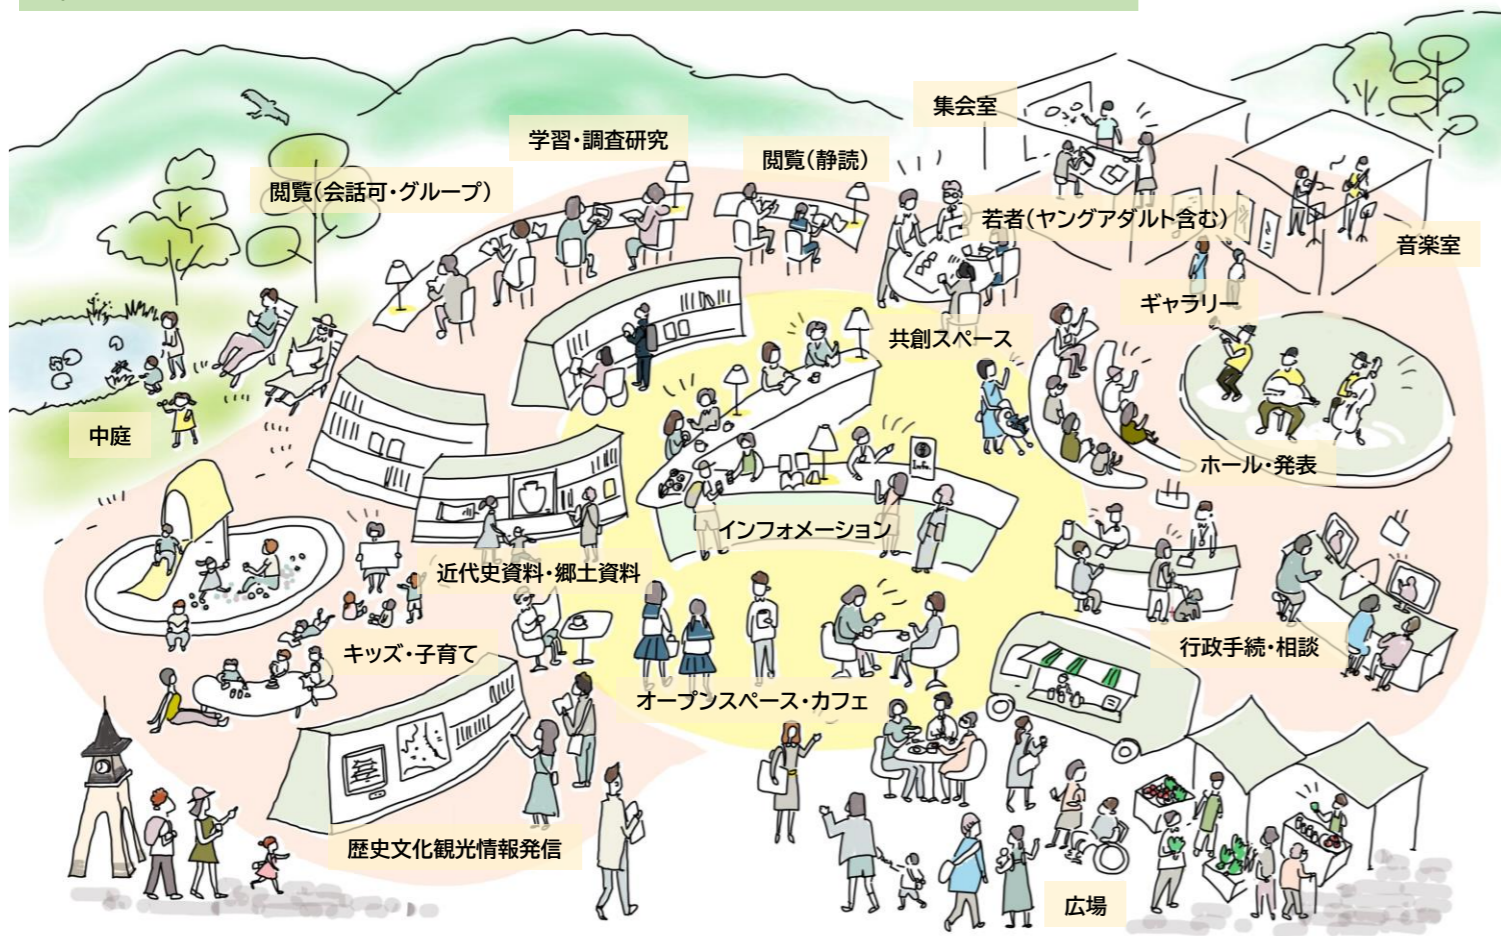 集会室
学習・調査研究
閲覧(静読)
閲覧(会話可・グループ)
若者(ヤングアダルト含む)
音楽室
ギャラリー
共創スペース
中庭
ホール・発表
Info.
インフォメーション
近代史資料・郷土資料
キッズ・子育て
行政手続・相談
オープンスペース・カフェ
歴史文化観光情報発信
広場